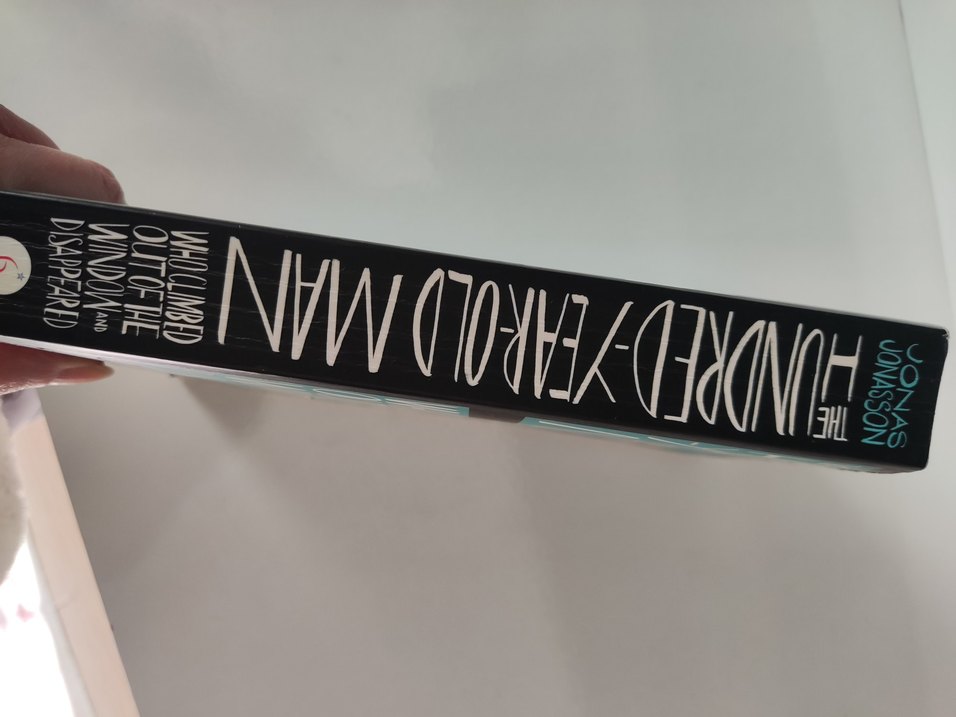 JONAS
JONASSON
THE
HUNDRED-YEAR-OLD MAN
WHO CLIMBED
OUT OF THE
WINDOW AND
DISAPPEARED